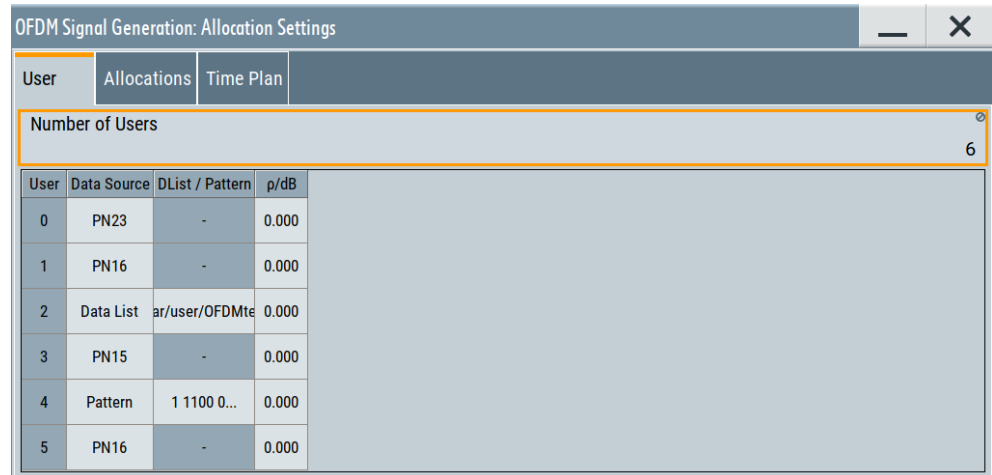 OFDM Signal Generation: Allocation Settings
User Allocations Time Plan
Number of Users
6
User Data Source DList / Pattern ρ/dB
0 PN23 - 0.000
1 PN16 - 0.000
2 Data List ar/user/OFDMte 0.000
3 PN15 - 0.000
4 Pattern 1 1100 0... 0.000
5 PN16 - 0.000